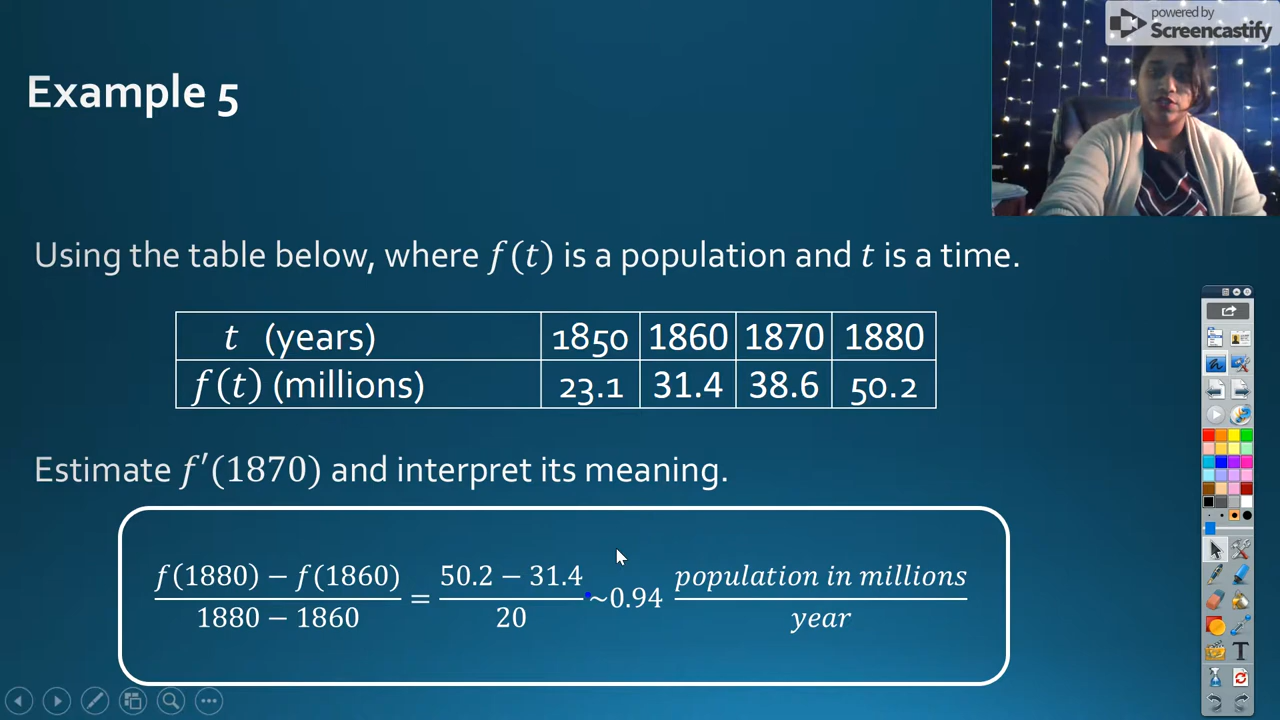 powered by
Screencastify
Example 5
Using the table below, where f(t) is a population and t is a time.
t (years) 1850 1860 1870 1880
f(t) (millions) 23.1 31.4 38.6 50.2
Estimate f′(1870) and interpret its meaning.
f(1880) − f(1860) / 1880 − 1860 = 50.2 − 31.4 / 20 ~0.94 population in millions / year
T